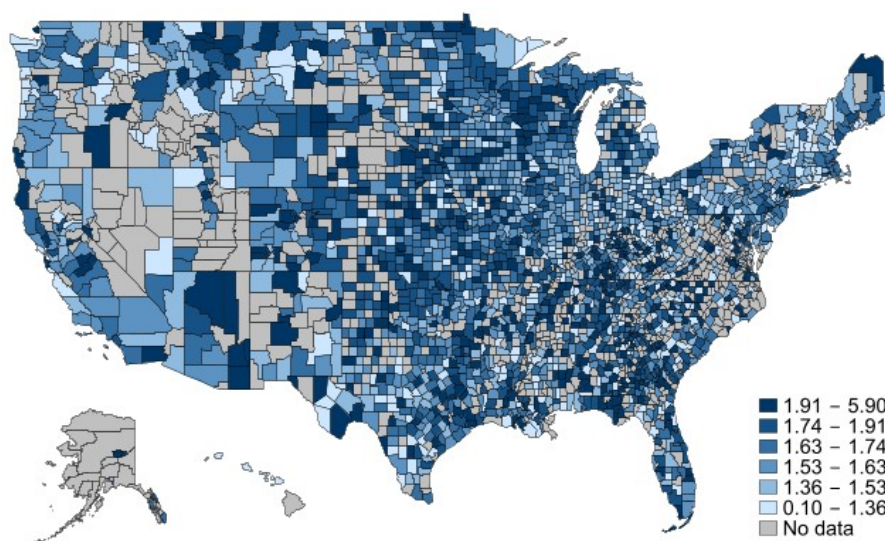 1.91 – 5.90
1.74 – 1.91
1.63 – 1.74
1.53 – 1.63
1.36 – 1.53
0.10 – 1.36
No data